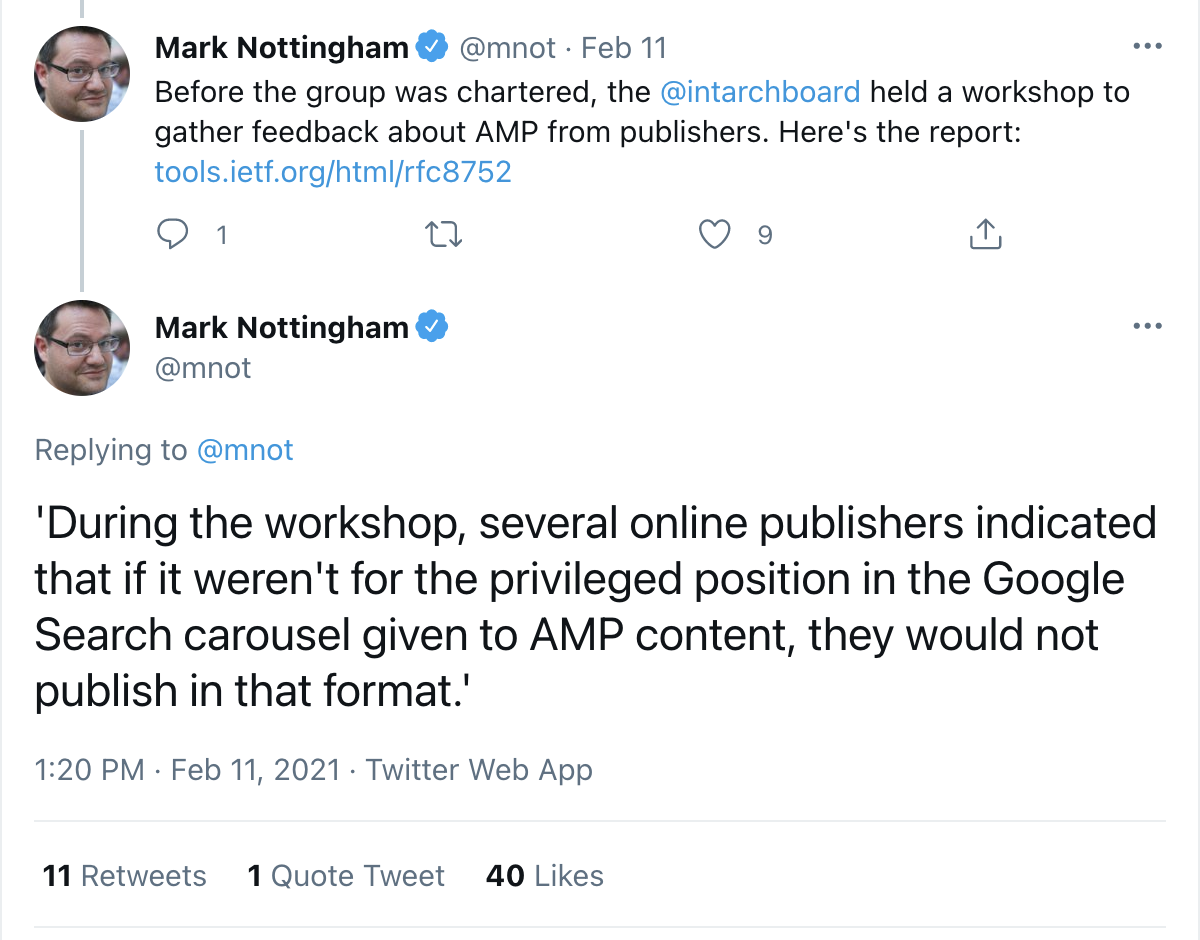 Mark Nottingham @mnot · Feb 11
Before the group was chartered, the @intarchboard held a workshop to
gather feedback about AMP from publishers. Here's the report:
tools.ietf.org/html/rfc8752
1 9
Mark Nottingham
@mnot
Replying to @mnot
'During the workshop, several online publishers indicated
that if it weren't for the privileged position in the Google
Search carousel given to AMP content, they would not
publish in that format.'
1:20 PM · Feb 11, 2021 · Twitter Web App
11 Retweets 1 Quote Tweet 40 Likes